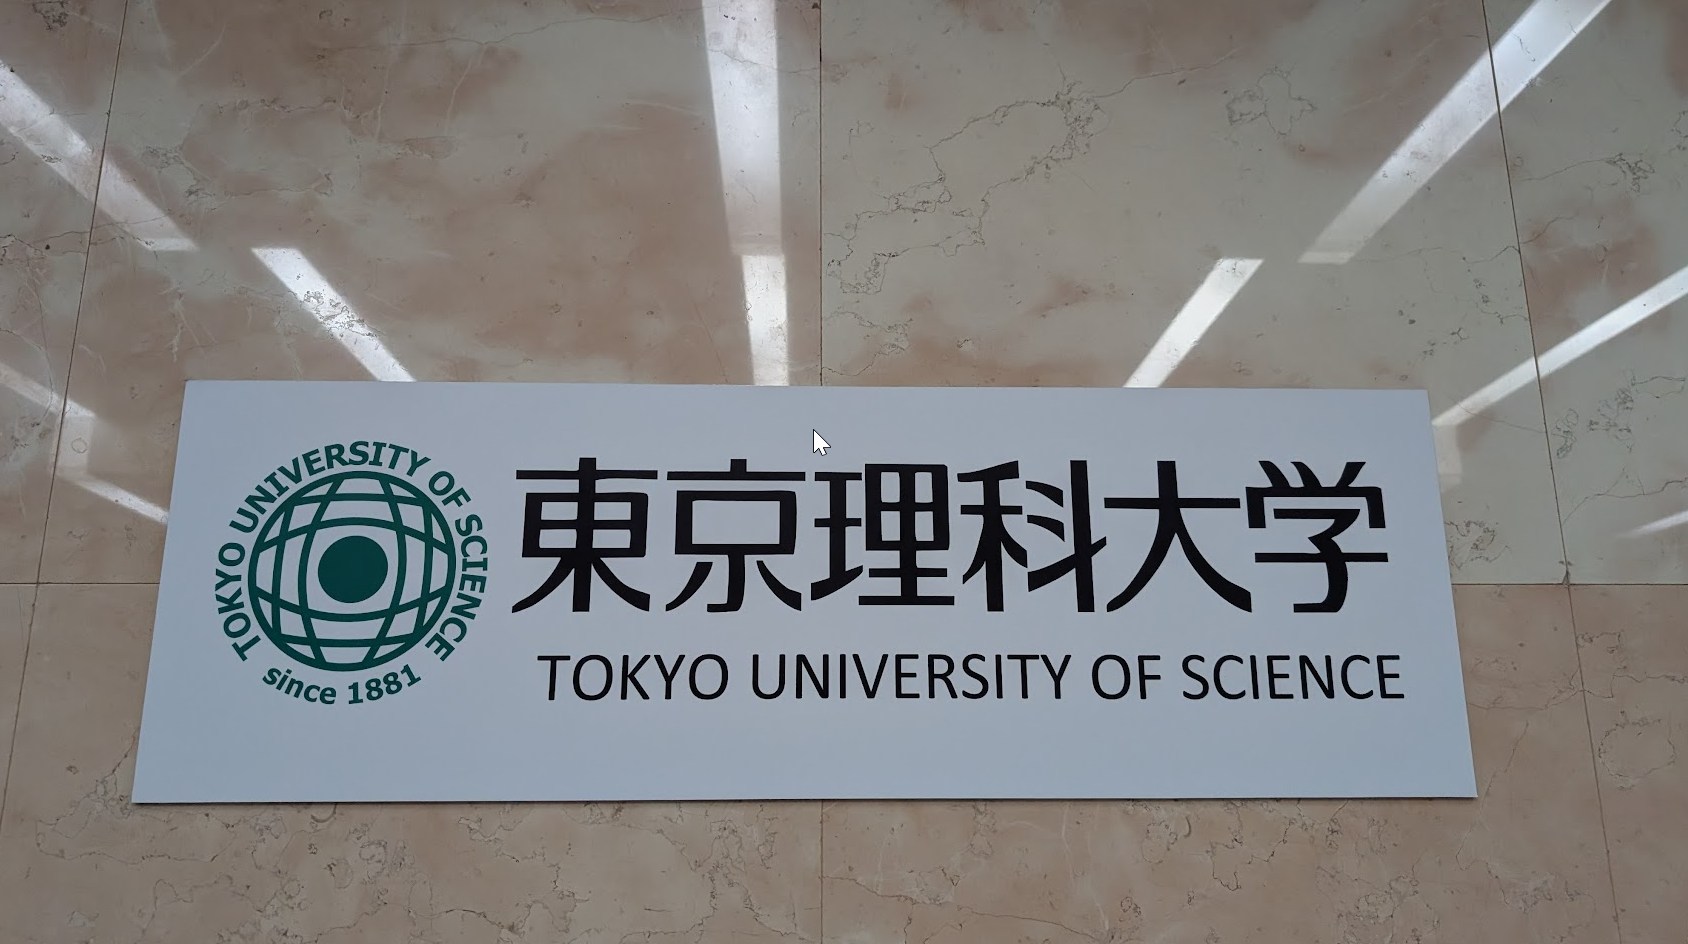 TOKYO UNIVERSITY OF SCIENCE
since 1881
東京理科大学
TOKYO UNIVERSITY OF SCIENCE